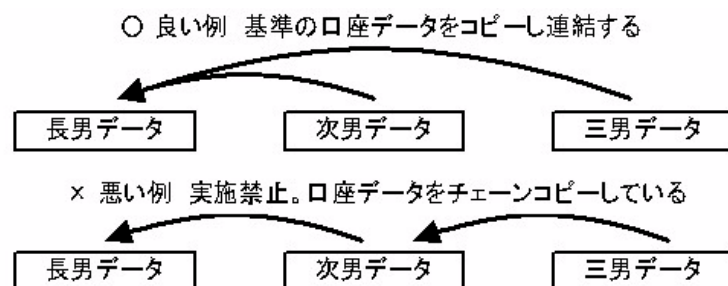 ○ 良い例 基準の口座データをコピーし連結する
長男データ 次男データ 三男データ
× 悪い例 実施禁止。口座データをチェーンコピーしている
長男データ 次男データ 三男データ